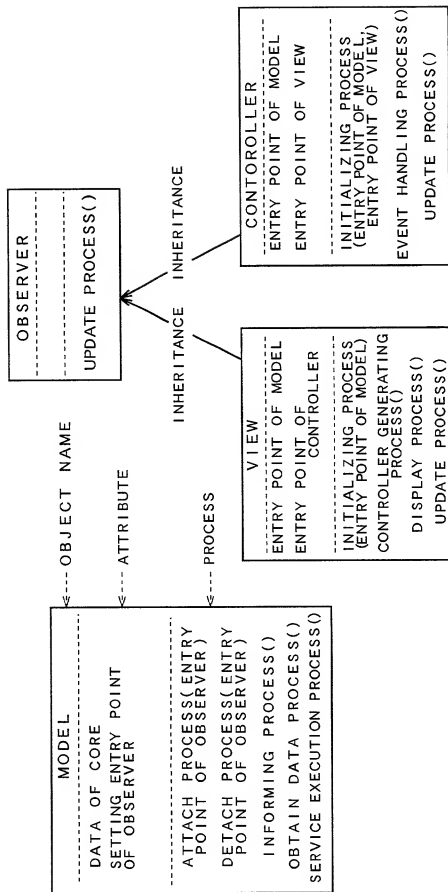 MODEL
DATA OF CORE
SETTING ENTRY POINT
OF OBSERVER
ATTACH PROCESS(ENTRY
POINT OF OBSERVER)
DETACH PROCESS(ENTRY
POINT OF OBSERVER)
INFORMING PROCESS()
OBTAIN DATA PROCESS()
SERVICE EXECUTION PROCESS()
OBJECT NAME
ATTRIBUTE
PROCESS
OBSERVER
UPDATE PROCESS()
INHERITANCE
INHERITANCE
VIEW
ENTRY POINT OF MODEL
ENTRY POINT OF
CONTROLLER
INITIALIZING PROCESS
(ENTRY POINT OF MODEL)
CONTROLLER GENERATING
PROCESS()
DISPLAY PROCESS()
UPDATE PROCESS()
CONTOROLLER
ENTRY POINT OF MODEL
ENTRY POINT OF VIEW
INITIALIZING PROCESS
(ENTRY POINT OF MODEL,
ENTRY POINT OF VIEW)
EVENT HANDLING PROCESS()
UPDATE PROCESS()